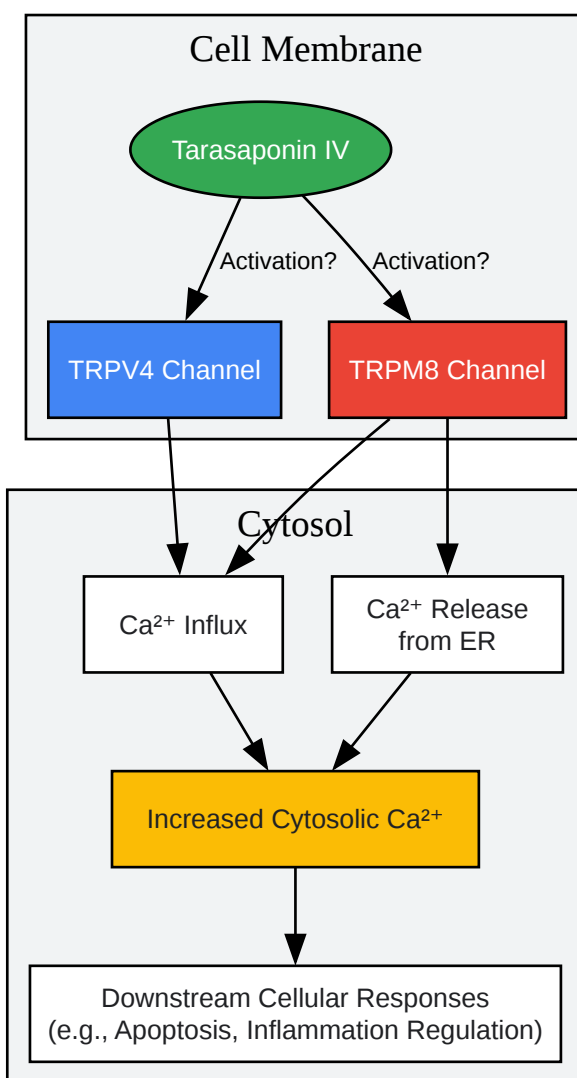 Cell Membrane
Tarasaponin IV
Activation?
Activation?
TRPV4 Channel
TRPM8 Channel
Cytosol
Ca²⁺ Influx
Ca²⁺ Release
from ER
Increased Cytosolic Ca²⁺
Downstream Cellular Responses
(e.g., Apoptosis, Inflammation Regulation)